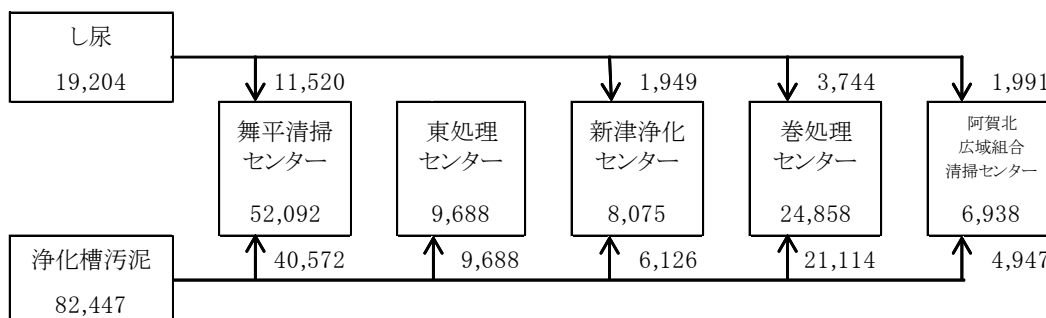 し尿
19,204
11,520
1,949
3,744
1,991
舞平清掃
センター
52,092
東処理
センター
9,688
新津浄化
センター
8,075
巻処理
センター
24,858
阿賀北
広域組合
清掃センター
6,938
浄化槽汚泥
82,447
40,572
9,688
6,126
21,114
4,947